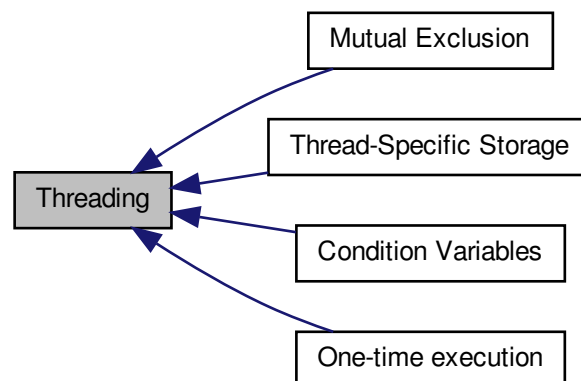 Mutual Exclusion
Thread-Specific Storage
Threading
Condition Variables
One-time execution